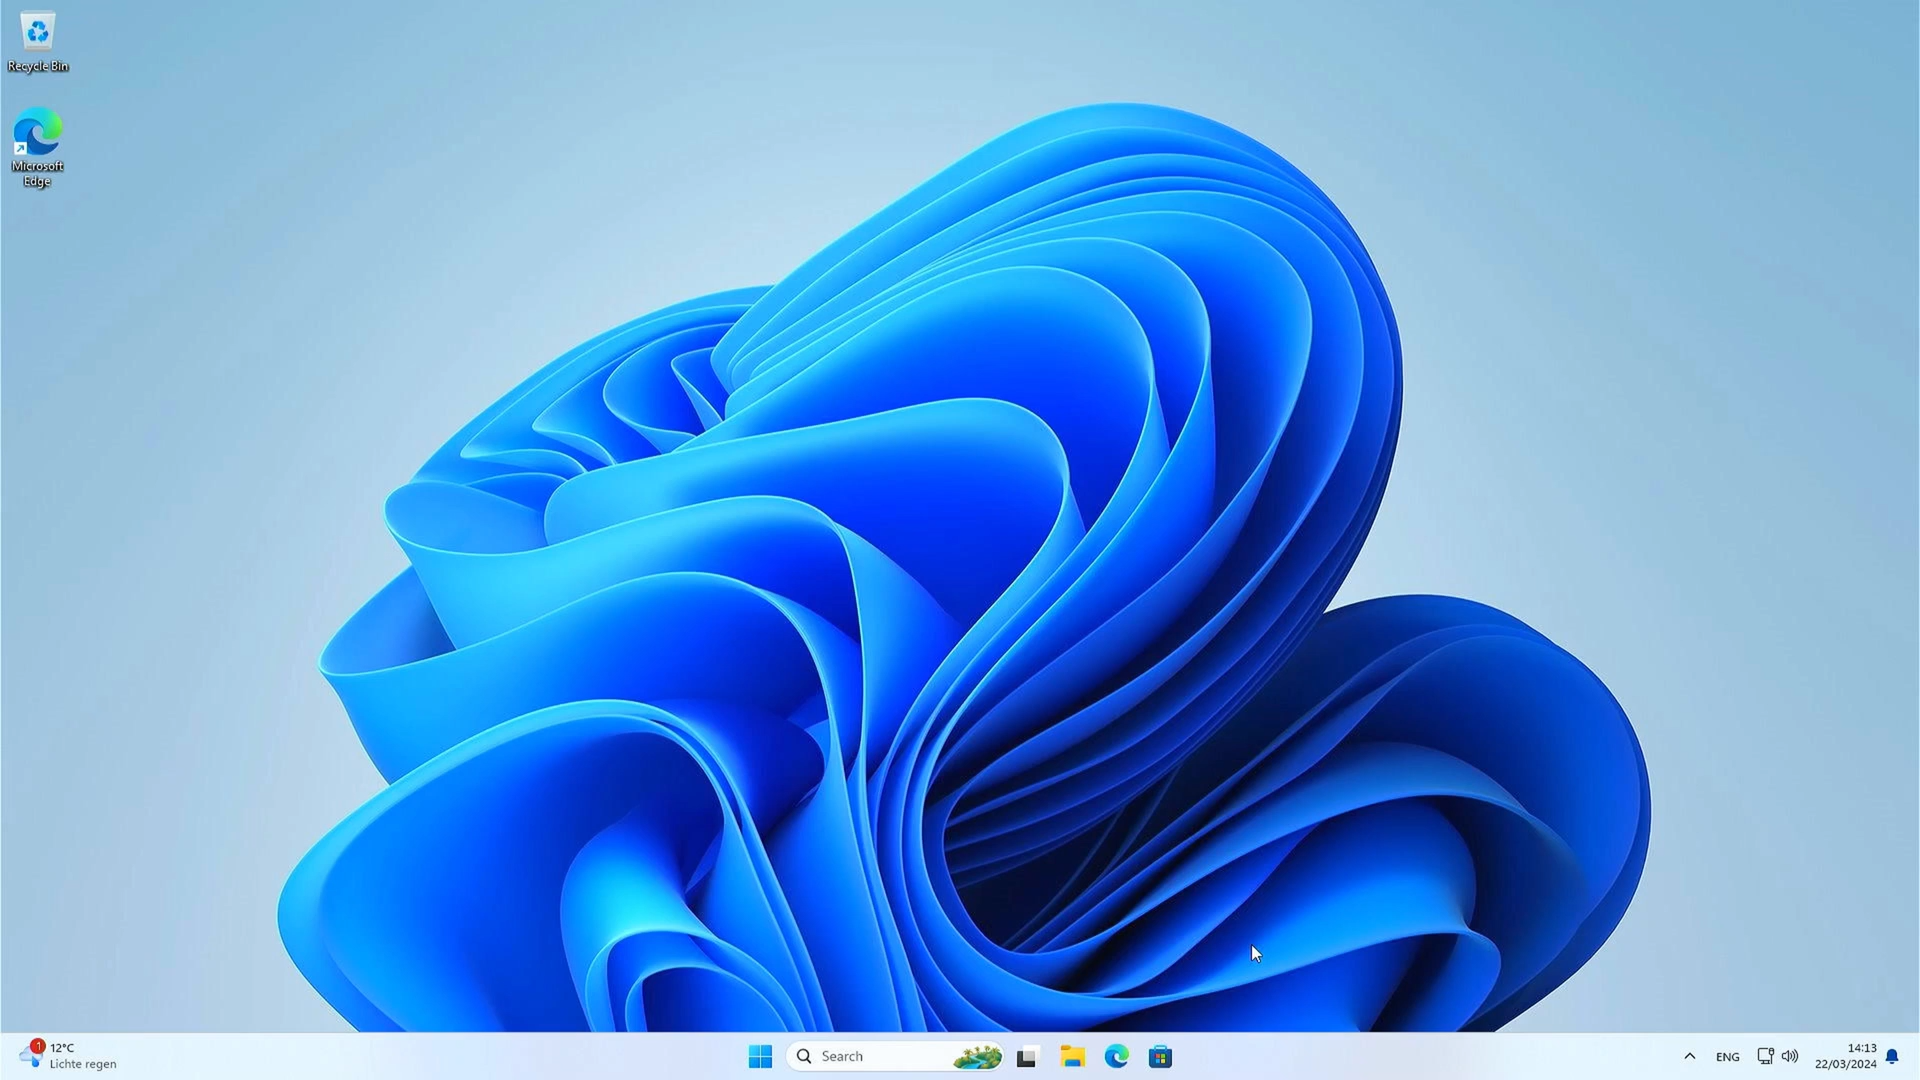 Recycle Bin
Microsoft
Edge
1
12°C
Lichte regen
Search
ENG
14:13
22/03/2024